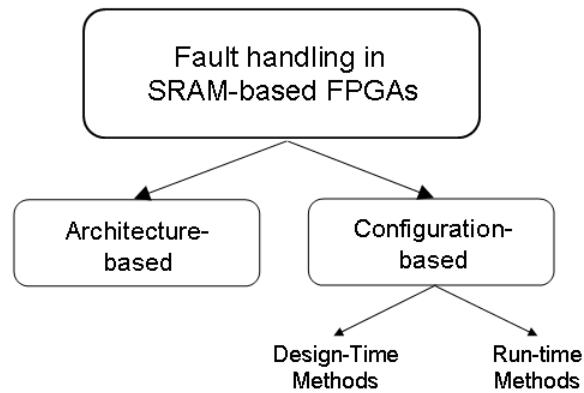 Fault handling in
SRAM-based FPGAs
Architecture-
based
Configuration-
based
Design-Time
Methods
Run-time
Methods